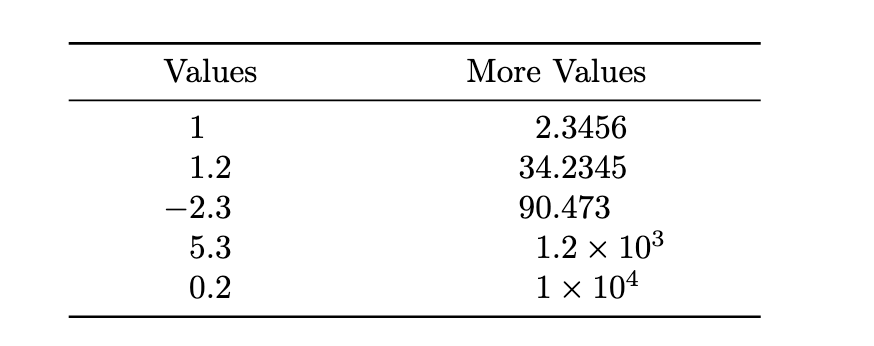 Values More Values
1 2.3456
1.2 34.2345
−2.3 90.473
5.3 1.2 × 10³
0.2 1 × 10⁴